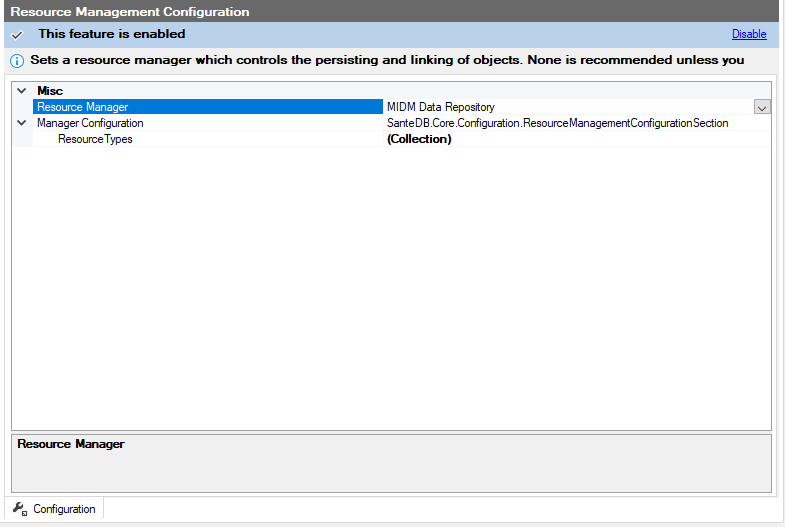 Resource Management Configuration
This feature is enabled
Disable
Sets a resource manager which controls the persisting and linking of objects. None is recommended unless you
Misc
Resource Manager MIDM Data Repository
Manager Configuration SanteDB.Core.Configuration.ResourceManagementConfigurationSection
ResourceTypes (Collection)
Resource Manager
Configuration